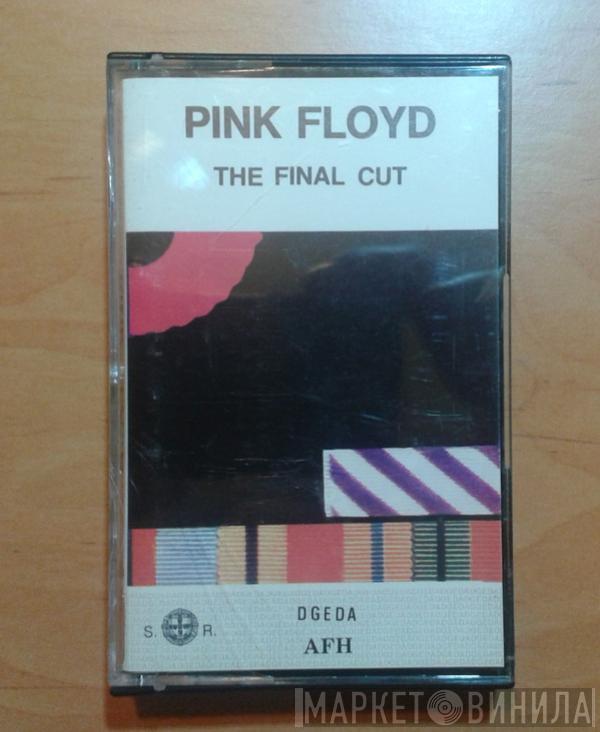 PINK FLOYD
THE FINAL CUT
S. R.
DGEDA
AFH
МАРКЕТ ВИНИЛА